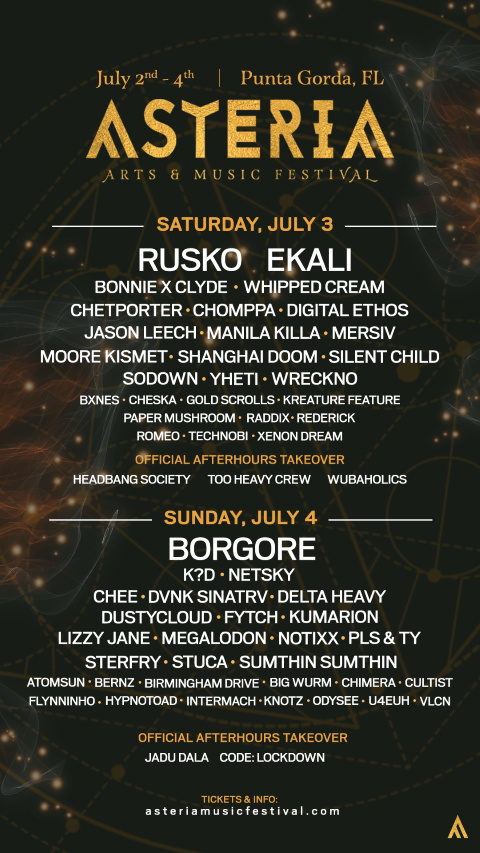 July 2nd - 4th | Punta Gorda, FL
ASTERIA
ARTS & MUSIC FESTIVAL
SATURDAY, JULY 3
RUSKO EKALI
BONNIE X CLYDE • WHIPPED CREAM
CHETPORTER • CHOMPPA • DIGITAL ETHOS
JASON LEECH • MANILA KILLA • MERSIV
MOORE KISMET • SHANGHAI DOOM • SILENT CHILD
SODOWN • YHETI • WRECKNO
BXNES • CHESKA • GOLD SCROLLS • KREATURE FEATURE
PAPER MUSHROOM • RADDIX • REDERICK
ROMEO • TECHNOBI • XENON DREAM
OFFICIAL AFTERHOURS TAKEOVER
HEADBANG SOCIETY TOO HEAVY CREW WUBAHOLICS
SUNDAY, JULY 4
BORGORE
K?D • NETSKY
CHEE • DVNK SINATRV • DELTA HEAVY
DUSTYCLOUD • FYTCH • KUMARION
LIZZY JANE • MEGALODON • NOTIXX • PLS & TY
STERFRY • STUCA • SUMTHIN SUMTHIN
ATOMSUN • BERNZ • BIRMINGHAM DRIVE • BIG WURM • CHIMERA • CULTIST
FLYNNINHO • HYPNOTOAD • INTERMACH • KNOTZ • ODYSEE • U4EUH • VLCN
OFFICIAL AFTERHOURS TAKEOVER
JADU DALA CODE: LOCKDOWN
TICKETS & INFO:
asteriamusicfestival.com